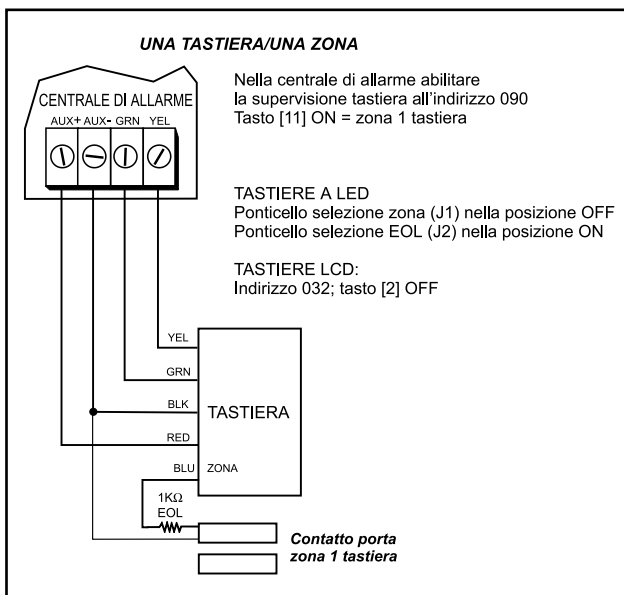 UNA TASTIERA/UNA ZONA
Nella centrale di allarme abilitare
la supervisione tastiera all'indirizzo 090
Tasto [11] ON = zona 1 tastiera
CENTRALE DI ALLARME
AUX+ AUX- GRN YEL
TASTIERE A LED
Ponticello selezione zona (J1) nella posizione OFF
Ponticello selezione EOL (J2) nella posizione ON
TASTIERE LCD:
Indirizzo 032; tasto [2] OFF
YEL
GRN
BLK
TASTIERA
RED
BLU ZONA
1KΩ
EOL
Contatto porta
zona 1 tastiera